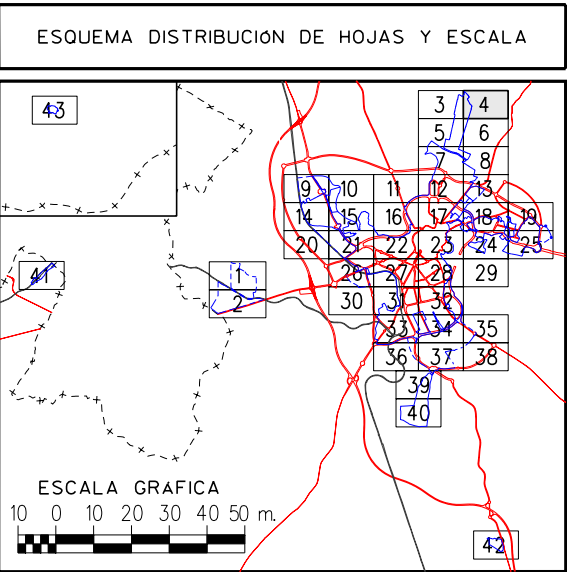 ESQUEMA DISTRIBUCIóN DE HOJAS Y ESCALA
43
3 4
5 6
7 8
9 10 11 12 13
14 15 16 17 18 19
20 21 22 23 24 25
41 1 26 27 28 29
2 30 31 32
33 34 35
36 37 38
39
40
ESCALA GRÁFICA
10 0 10 20 30 40 50 m.
42